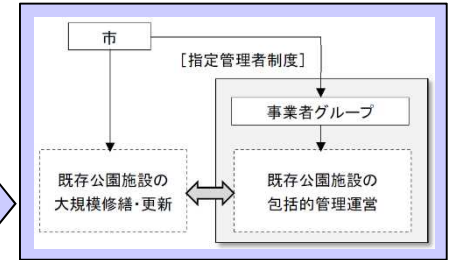 市
［指定管理者制度］
事業者グループ
既存公園施設の
大規模修繕・更新
既存公園施設の
包括的管理運営